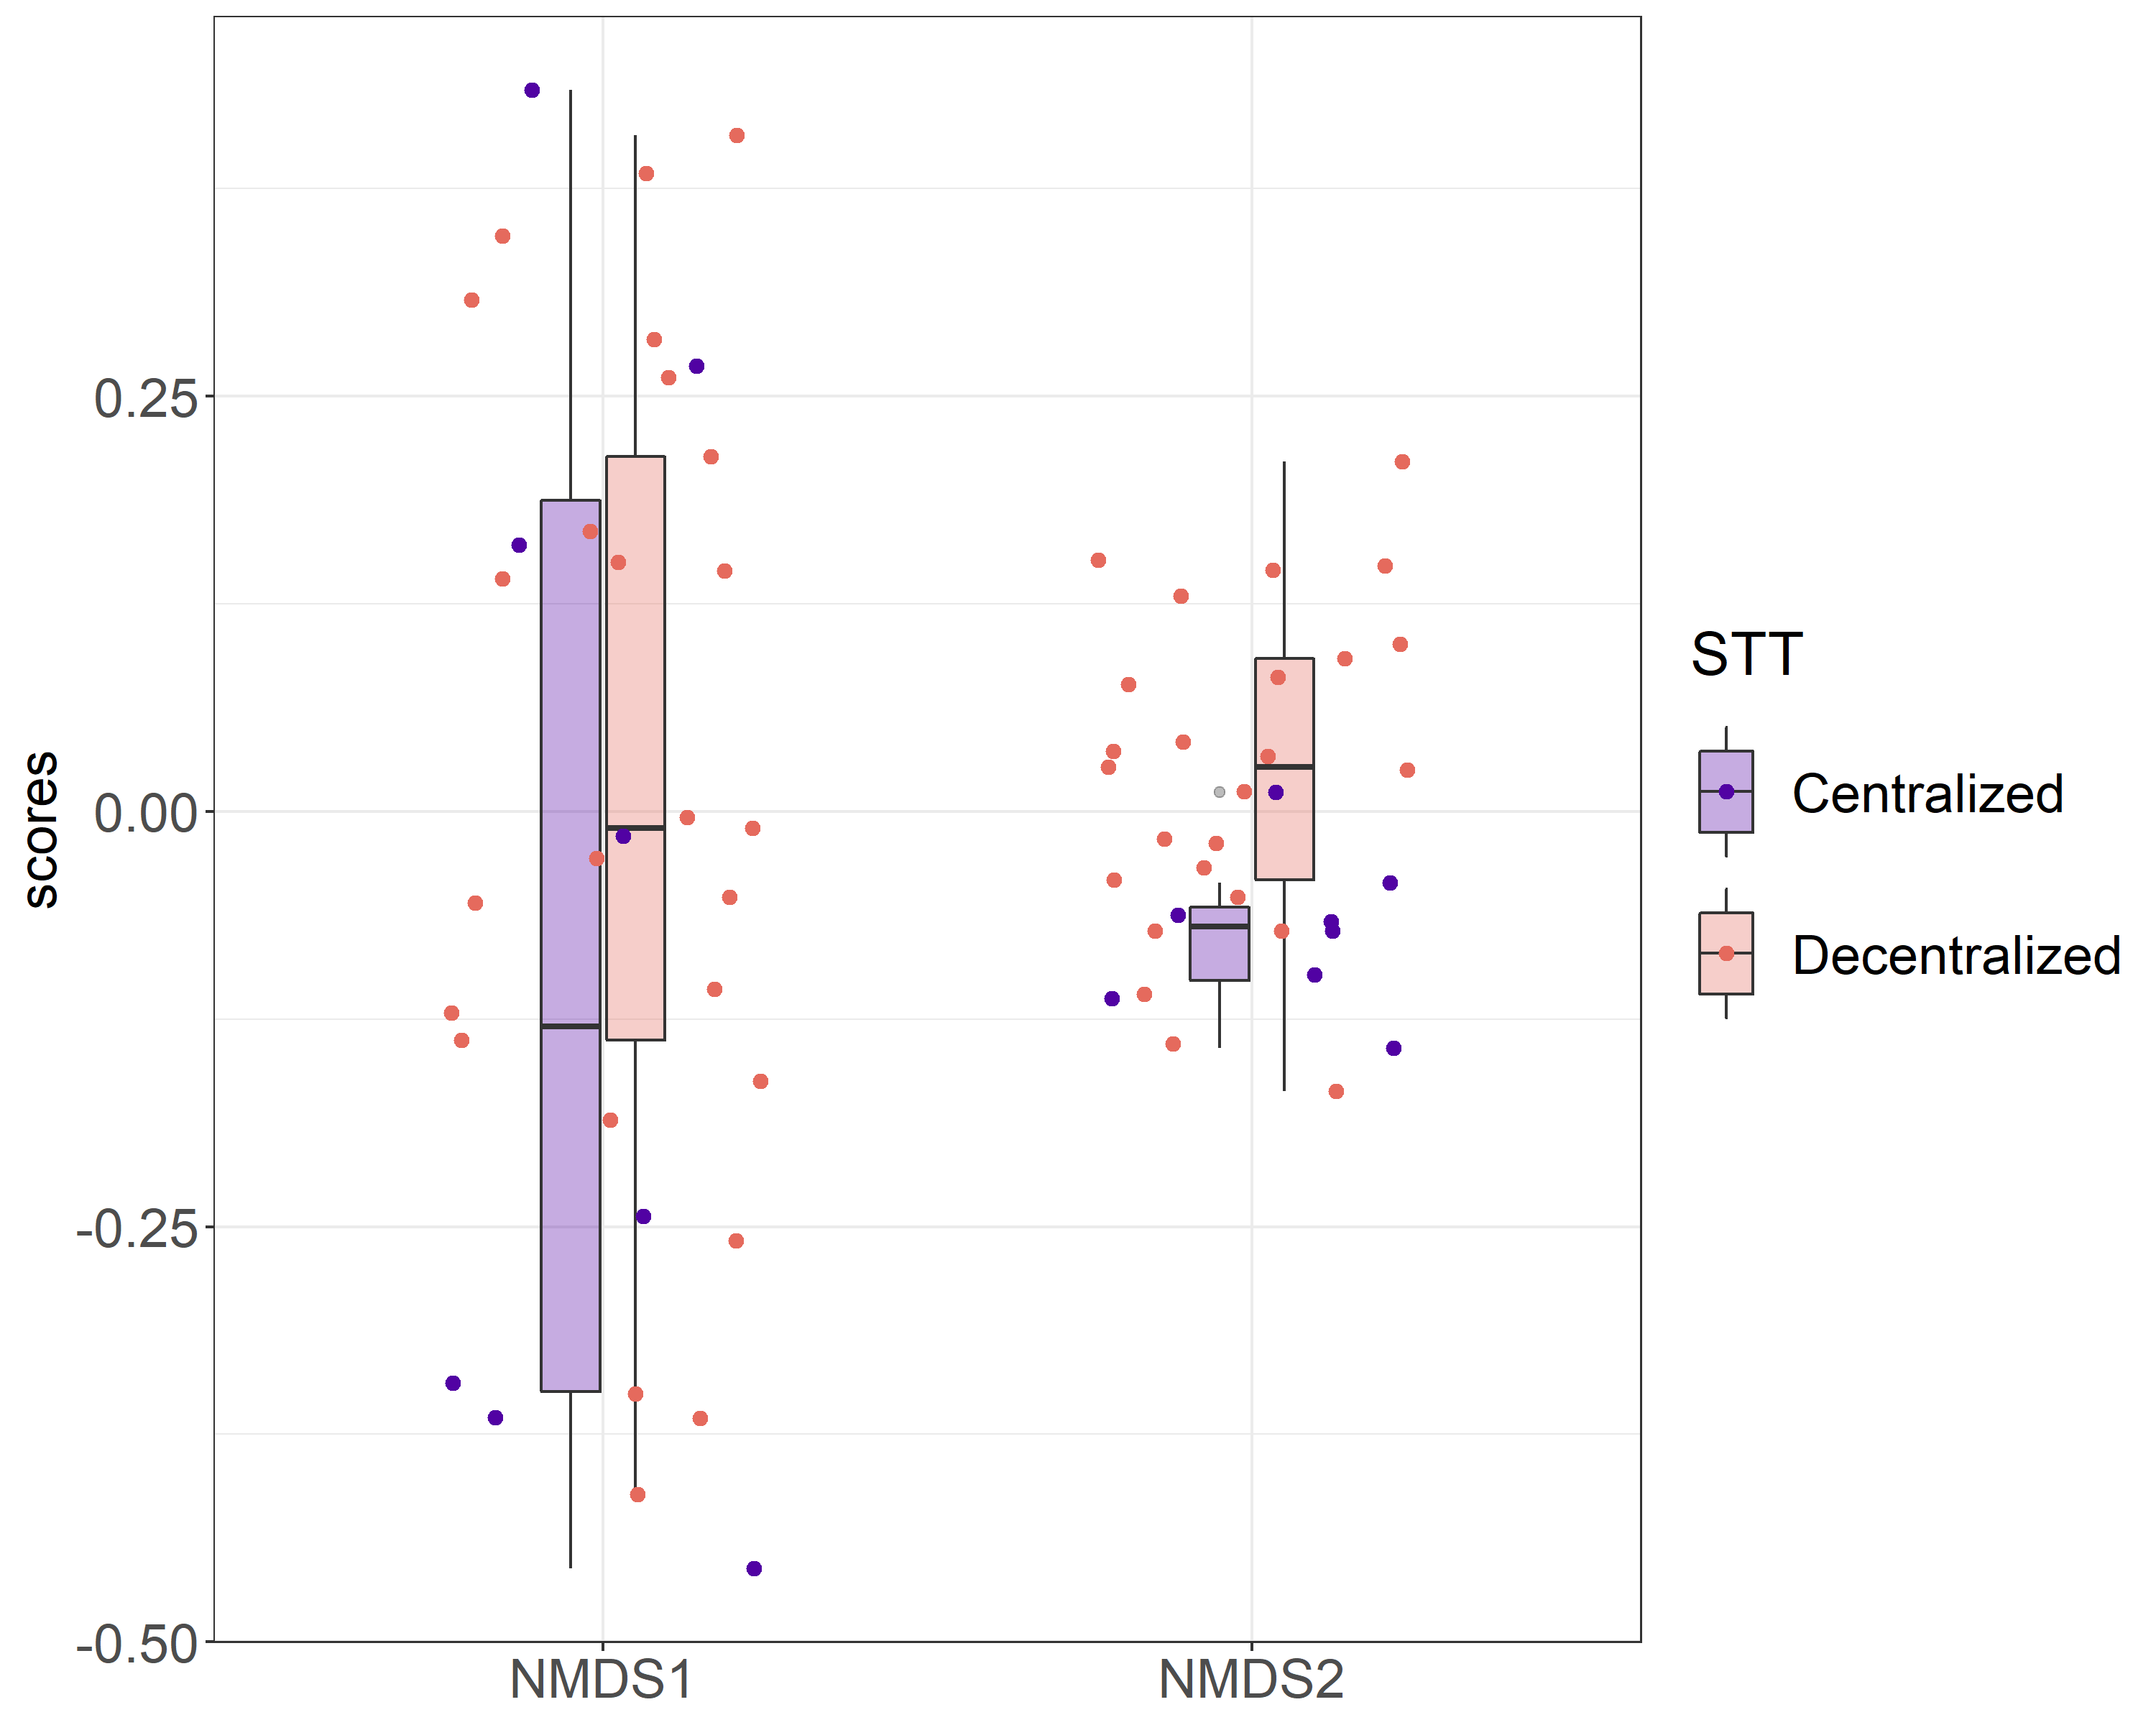 scores
0.25
0.00
-0.25
-0.50
NMDS1
NMDS2
STT
Centralized
Decentralized